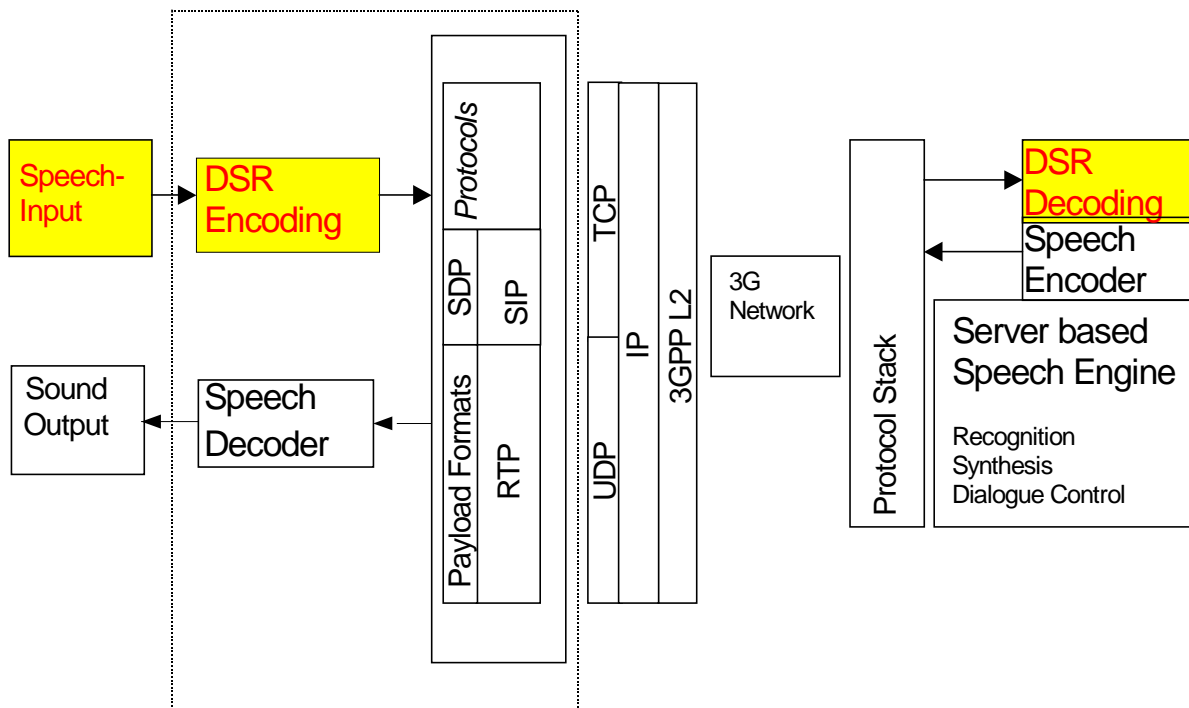 Speech-
Input
DSR
Encoding
Protocols
SDP
SIP
Payload Formats
RTP
Sound
Output
Speech
Decoder
TCP
UDP
IP
3GPP L2
3G
Network
Protocol Stack
DSR
Decoding
Speech
Encoder
Server based
Speech Engine
Recognition
Synthesis
Dialogue Control